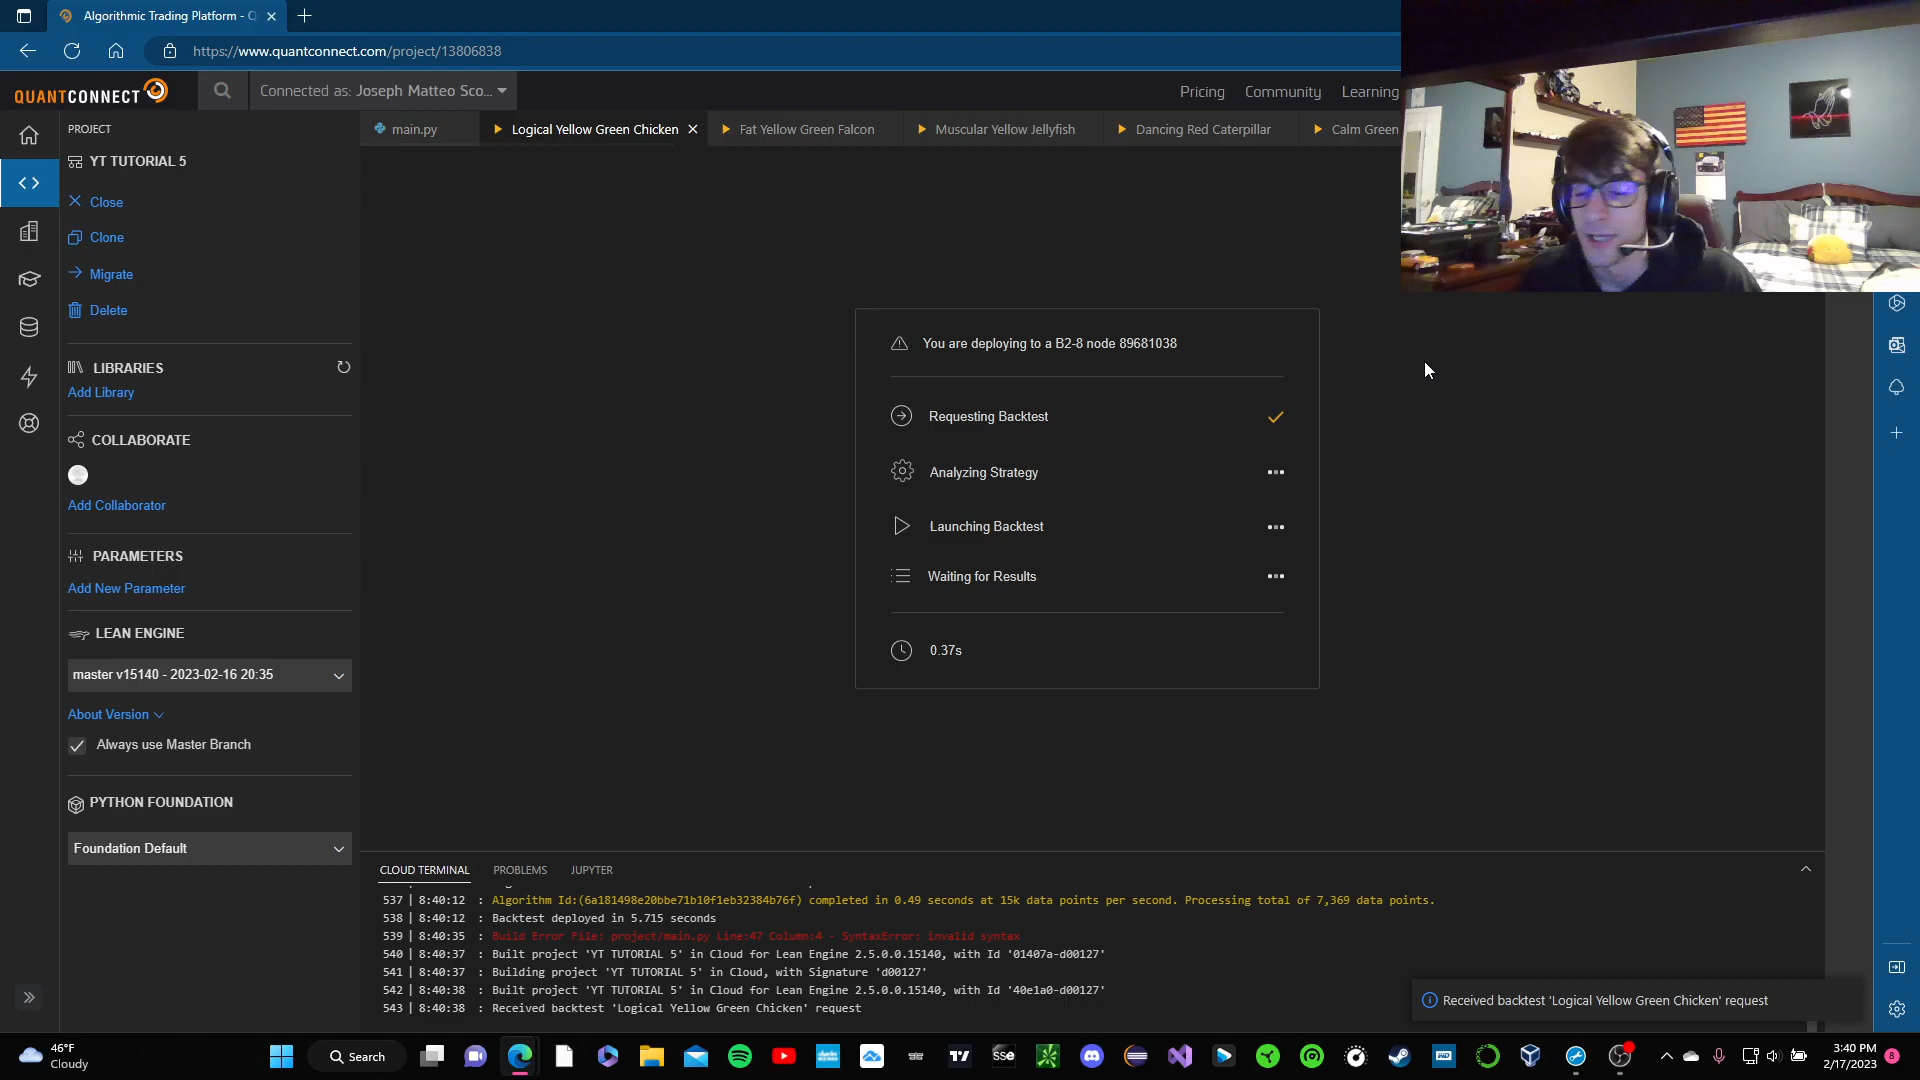 Algorithmic Trading Platform - Q
https://www.quantconnect.com/project/13806838
QUANTCONNECT
Connected as: Joseph Matteo Sco...
Pricing
Community
Learning
PROJECT
main.py
Logical Yellow Green Chicken
Fat Yellow Green Falcon
Muscular Yellow Jellyfish
Dancing Red Caterpillar
Calm Green
YT TUTORIAL 5
Close
Clone
Migrate
Delete
LIBRARIES
Add Library
COLLABORATE
Add Collaborator
PARAMETERS
Add New Parameter
LEAN ENGINE
master v15140 - 2023-02-16 20:35
About Version
Always use Master Branch
PYTHON FOUNDATION
Foundation Default
You are deploying to a B2-8 node 89681038
Requesting Backtest
Analyzing Strategy
Launching Backtest
Waiting for Results
0.37s
CLOUD TERMINAL
PROBLEMS
JUPYTER
537 | 8:40:12 : Algorithm Id:(6a181498e20bbe71b10f1eb32384b76f) completed in 0.49 seconds at 15k data points per second. Processing total of 7,369 data points.
538 | 8:40:12 : Backtest deployed in 5.715 seconds
539 | 8:40:35 : Build Error File: project/main.py Line:47 Column:4 - SyntaxError: invalid syntax
540 | 8:40:37 : Built project 'YT TUTORIAL 5' in Cloud for Lean Engine 2.5.0.0.15140, with Id '01407a-d00127'
541 | 8:40:37 : Building project 'YT TUTORIAL 5' in Cloud, with Signature 'd00127'
542 | 8:40:38 : Built project 'YT TUTORIAL 5' in Cloud for Lean Engine 2.5.0.0.15140, with Id '40e1a0-d00127'
543 | 8:40:38 : Received backtest 'Logical Yellow Green Chicken' request
Received backtest 'Logical Yellow Green Chicken' request
46°F
Cloudy
Search
SSe
3:40 PM
2/17/2023
8